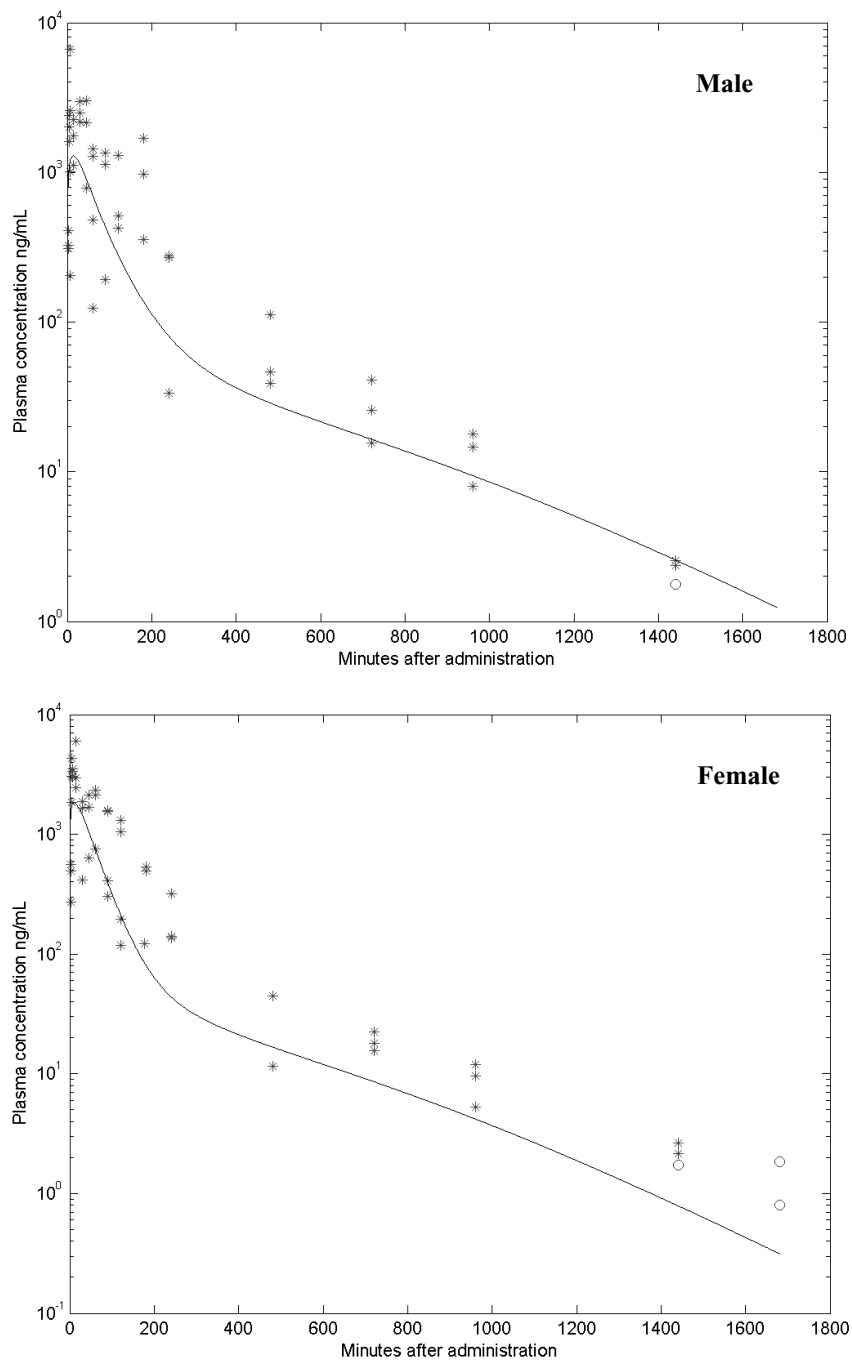 10^4
Male
10^3
Plasma concentration ng/mL
10^2
10^1
10^0
0 200 400 600 800 1000 1200 1400 1600 1800
Minutes after administration
10^4
Female
10^3
10^2
Plasma concentration ng/mL
10^1
10^0
10^-1
0 200 400 600 800 1000 1200 1400 1600 1800
Minutes after administration